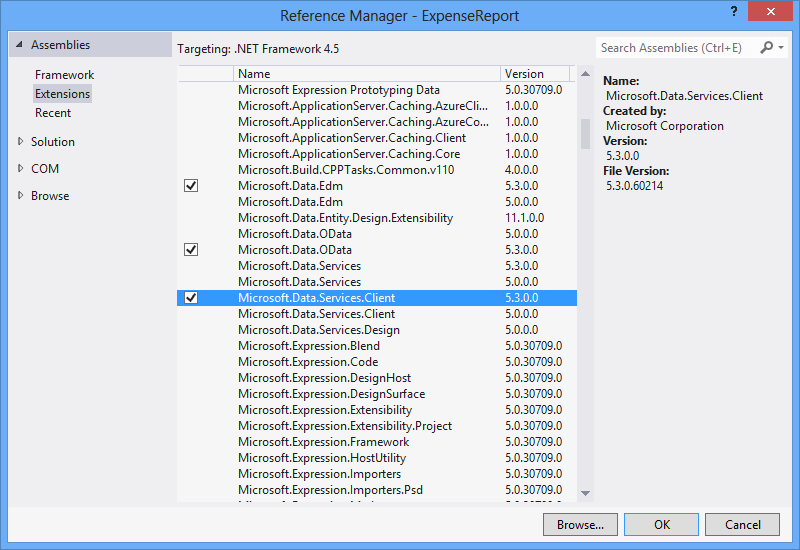 Reference Manager - ExpenseReport
?
Assemblies
Framework
Extensions
Recent
Solution
COM
Browse
Targeting: .NET Framework 4.5
Search Assemblies (Ctrl+E)
Name Version
Microsoft Expression Prototyping Data 5.0.30709.0
Microsoft.ApplicationServer.Caching.AzureCli... 1.0.0.0
Microsoft.ApplicationServer.Caching.AzureCo... 1.0.0.0
Microsoft.ApplicationServer.Caching.Client 1.0.0.0
Microsoft.ApplicationServer.Caching.Core 1.0.0.0
Microsoft.Build.CPPTasks.Common.v110 4.0.0.0
Microsoft.Data.Edm 5.3.0.0
Microsoft.Data.Edm 5.0.0.0
Microsoft.Data.Entity.Design.Extensibility 11.1.0.0
Microsoft.Data.OData 5.0.0.0
Microsoft.Data.OData 5.3.0.0
Microsoft.Data.Services 5.3.0.0
Microsoft.Data.Services 5.0.0.0
Microsoft.Data.Services.Client 5.3.0.0
Microsoft.Data.Services.Client 5.0.0.0
Microsoft.Data.Services.Design 5.0.0.0
Microsoft.Expression.Blend 5.0.30709.0
Microsoft.Expression.Code 5.0.30709.0
Microsoft.Expression.DesignHost 5.0.30709.0
Microsoft.Expression.DesignSurface 5.0.30709.0
Microsoft.Expression.Extensibility 5.0.30709.0
Microsoft.Expression.Extensibility.Project 5.0.30709.0
Microsoft.Expression.Framework 5.0.30709.0
Microsoft.Expression.HostUtility 5.0.30709.0
Microsoft.Expression.Importers 5.0.30709.0
Microsoft.Expression.Importers.Psd 5.0.30709.0
Name:
Microsoft.Data.Services.Client
Created by:
Microsoft Corporation
Version:
5.3.0.0
File Version:
5.3.0.60214
Browse... OK Cancel